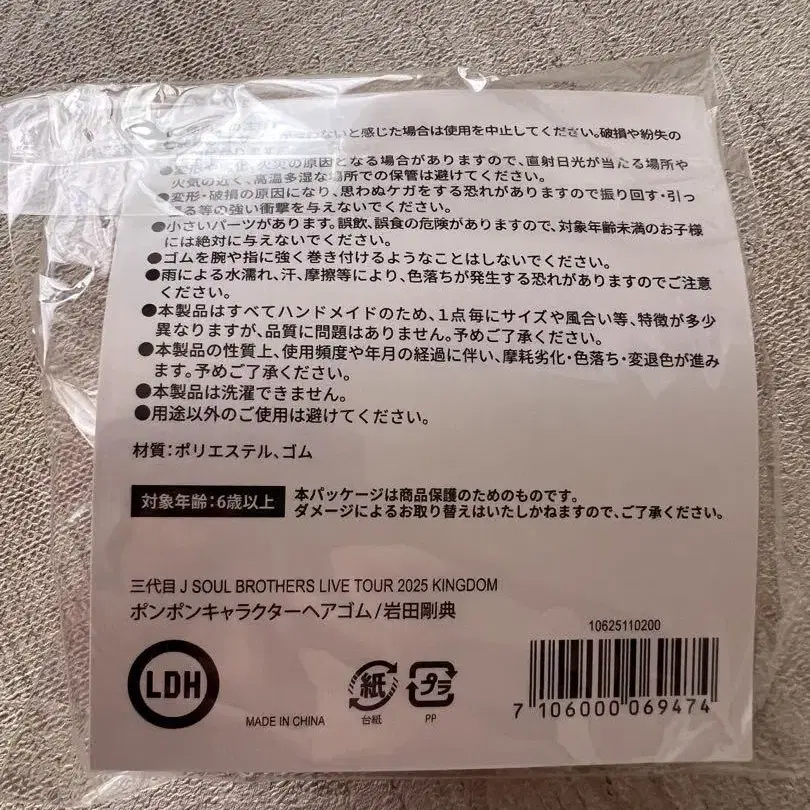 ないと感じた場合は使用を中止してください。破損や紛失の
火災の原因となる場合がありますので、直射日光が当たる場所や
火気の近く、高温多湿な場所での保管は避けてください。
●変形・破損の原因になり、思わぬケガをする恐れがありますので振り回す・引っ
る等の強い衝撃を与えないでください。
●小さいパーツがあります。誤飲、誤食の危険がありますので、対象年齢未満のお子様
には絶対に与えないでください。
●ゴムを腕や指に強く巻き付けるようなことはしないでください。
●雨による水濡れ、汗、摩擦等により、色落ちが発生する恐れがありますのでご注意
ください。
●本製品はすべてハンドメイドのため、1点毎にサイズや風合い等、特徴が多少
異なりますが、品質に問題はありません。予めご了承ください。
●本製品の性質上、使用頻度や年月の経過に伴い、摩耗劣化・色落ち・変退色が進み
ます。予めご了承ください。
●本製品は洗濯できません。
●用途以外のご使用は避けてください。
材質：ポリエステル、ゴム
対象年齢：6歳以上
本パッケージは商品保護のためのものです。
ダメージによるお取り替えはいたしかねますので、ご了承ください。
三代目 J SOUL BROTHERS LIVE TOUR 2025 KINGDOM
ポンポンキャラクターヘアゴム/岩田剛典
10625110200
LDH
MADE IN CHINA
紙
台紙
プラ
PP
7 106000 069474